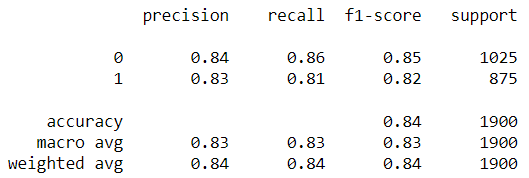 precision recall f1-score support
0 0.84 0.86 0.85 1025
1 0.83 0.81 0.82 875
accuracy 0.84 1900
macro avg 0.83 0.83 0.83 1900
weighted avg 0.84 0.84 0.84 1900